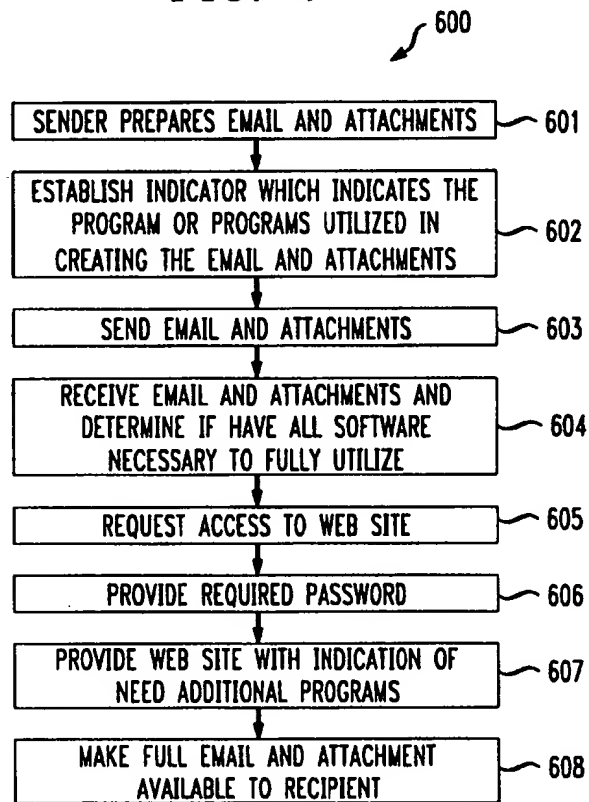 600
SENDER PREPARES EMAIL AND ATTACHMENTS
601
ESTABLISH INDICATOR WHICH INDICATES THE
PROGRAM OR PROGRAMS UTILIZED IN
CREATING THE EMAIL AND ATTACHMENTS
602
SEND EMAIL AND ATTACHMENTS
603
RECEIVE EMAIL AND ATTACHMENTS AND
DETERMINE IF HAVE ALL SOFTWARE
NECESSARY TO FULLY UTILIZE
604
REQUEST ACCESS TO WEB SITE
605
PROVIDE REQUIRED PASSWORD
606
PROVIDE WEB SITE WITH INDICATION OF
NEED ADDITIONAL PROGRAMS
607
MAKE FULL EMAIL AND ATTACHMENT
AVAILABLE TO RECIPIENT
608